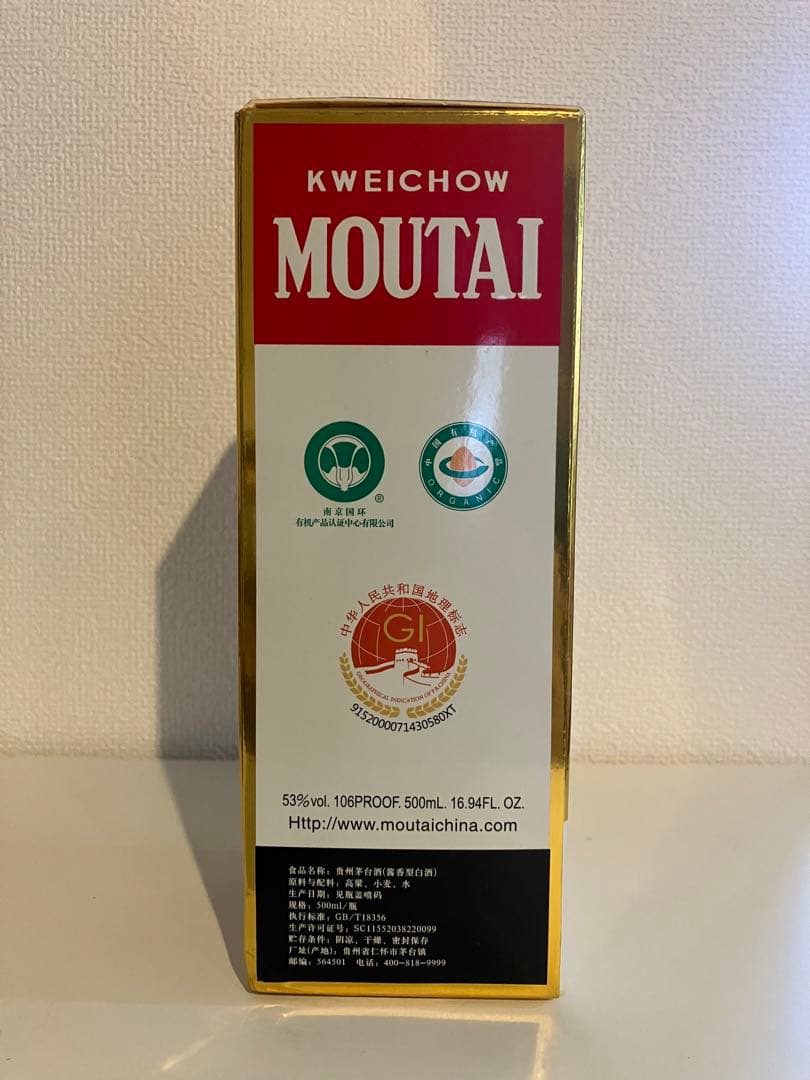 KWEICHOW
MOUTAI
®
南京国环
有机产品认证中心有限公司
中国有机产品
ORGANIC
中华人民共和国地理标志
GI
GEOGRAPHICAL INDICATION OF P.R.CHINA
9152000071430580XT
53%vol. 106PROOF. 500mL. 16.94FL. OZ.
Http://www.moutaichina.com
食品名称：贵州茅台酒(酱香型白酒)
原料与配料：高粱、小麦、水
生产日期：见瓶盖喷码
规格：500ml/瓶
执行标准：GB/T18356
生产许可证号：SC11552038220099
贮存条件：阴凉、干燥、密封保存
厂址(产地)：贵州省仁怀市茅台镇
邮编：564501 电话：400-818-9999